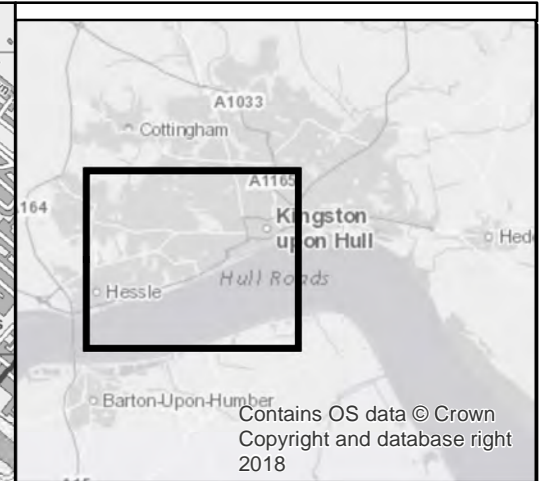 A1033
Cottingham
A1165
164
Kingston
upon Hull
Hed
Hull Roads
Hessle
Barton-Upon-Humber
Contains OS data © Crown
Copyright and database right
2018